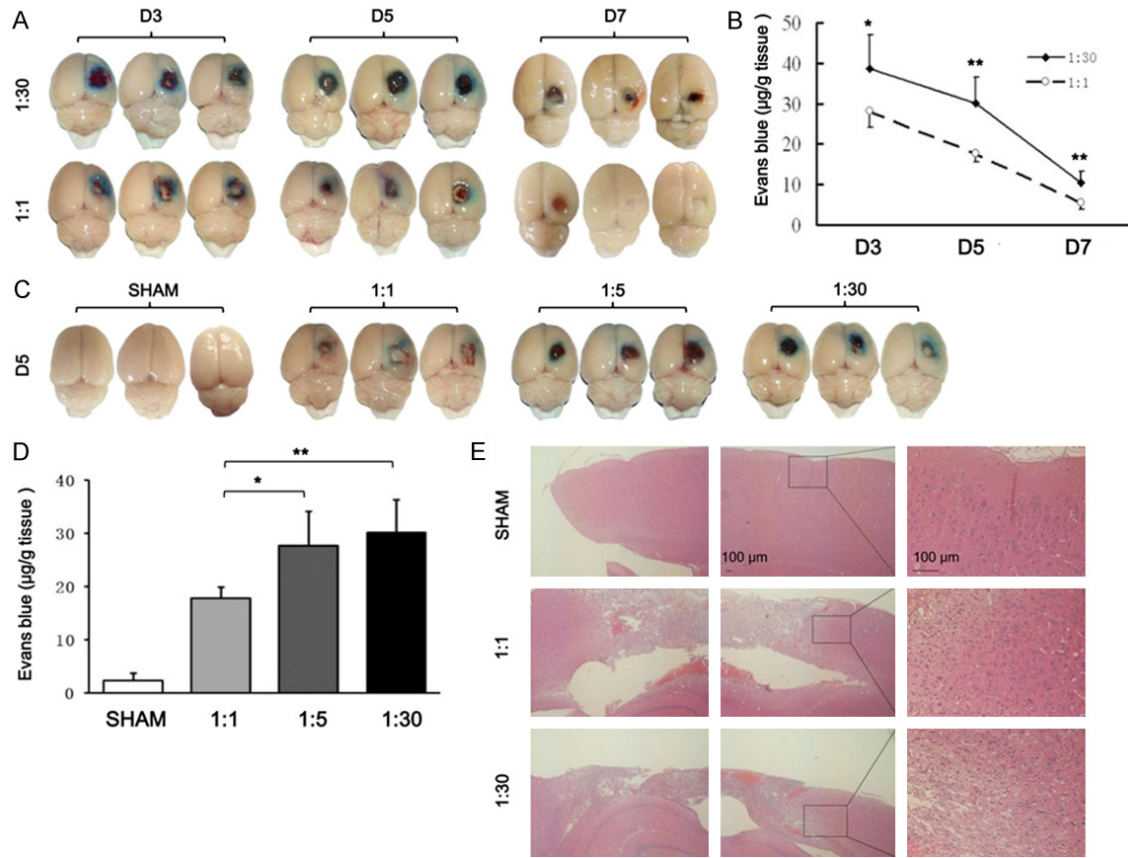 A
D3 D5 D7
1:30
1:1
B
Evans blue (µg/g tissue)
50
40
30
20
10
0
*
**
**
1:30
1:1
D3 D5 D7
C
SHAM 1:1 1:5 1:30
D5
D
Evans blue (µg/g tissue )
40
30
20
10
0
**
*
SHAM 1:1 1:5 1:30
E
SHAM
100 µm 100 µm
1:1
1:30